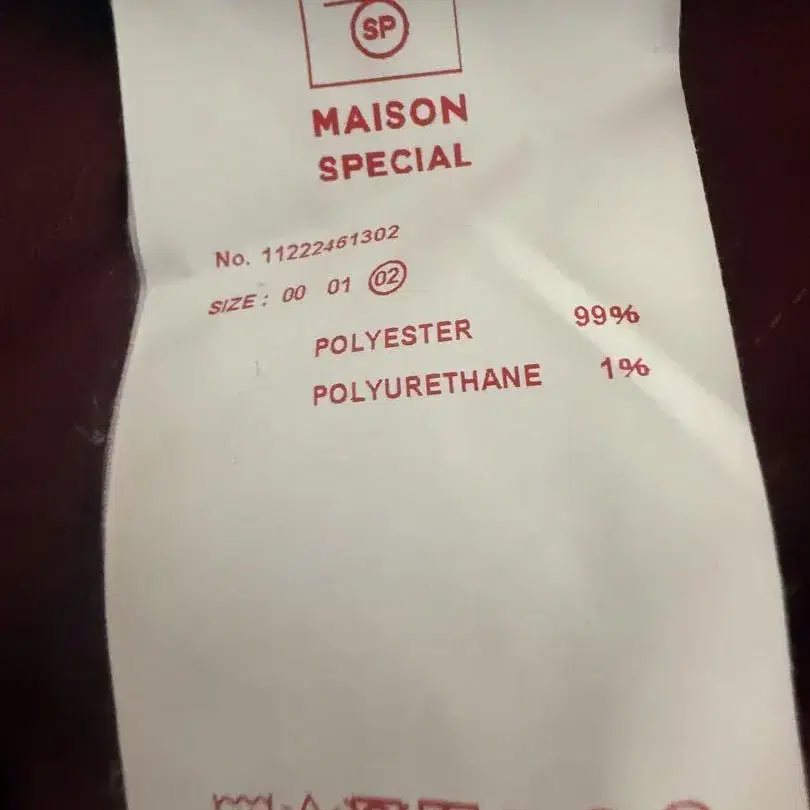 SP
MAISON
SPECIAL
No. 11222461302
SIZE : 00 01 02
POLYESTER 99%
POLYURETHANE 1%